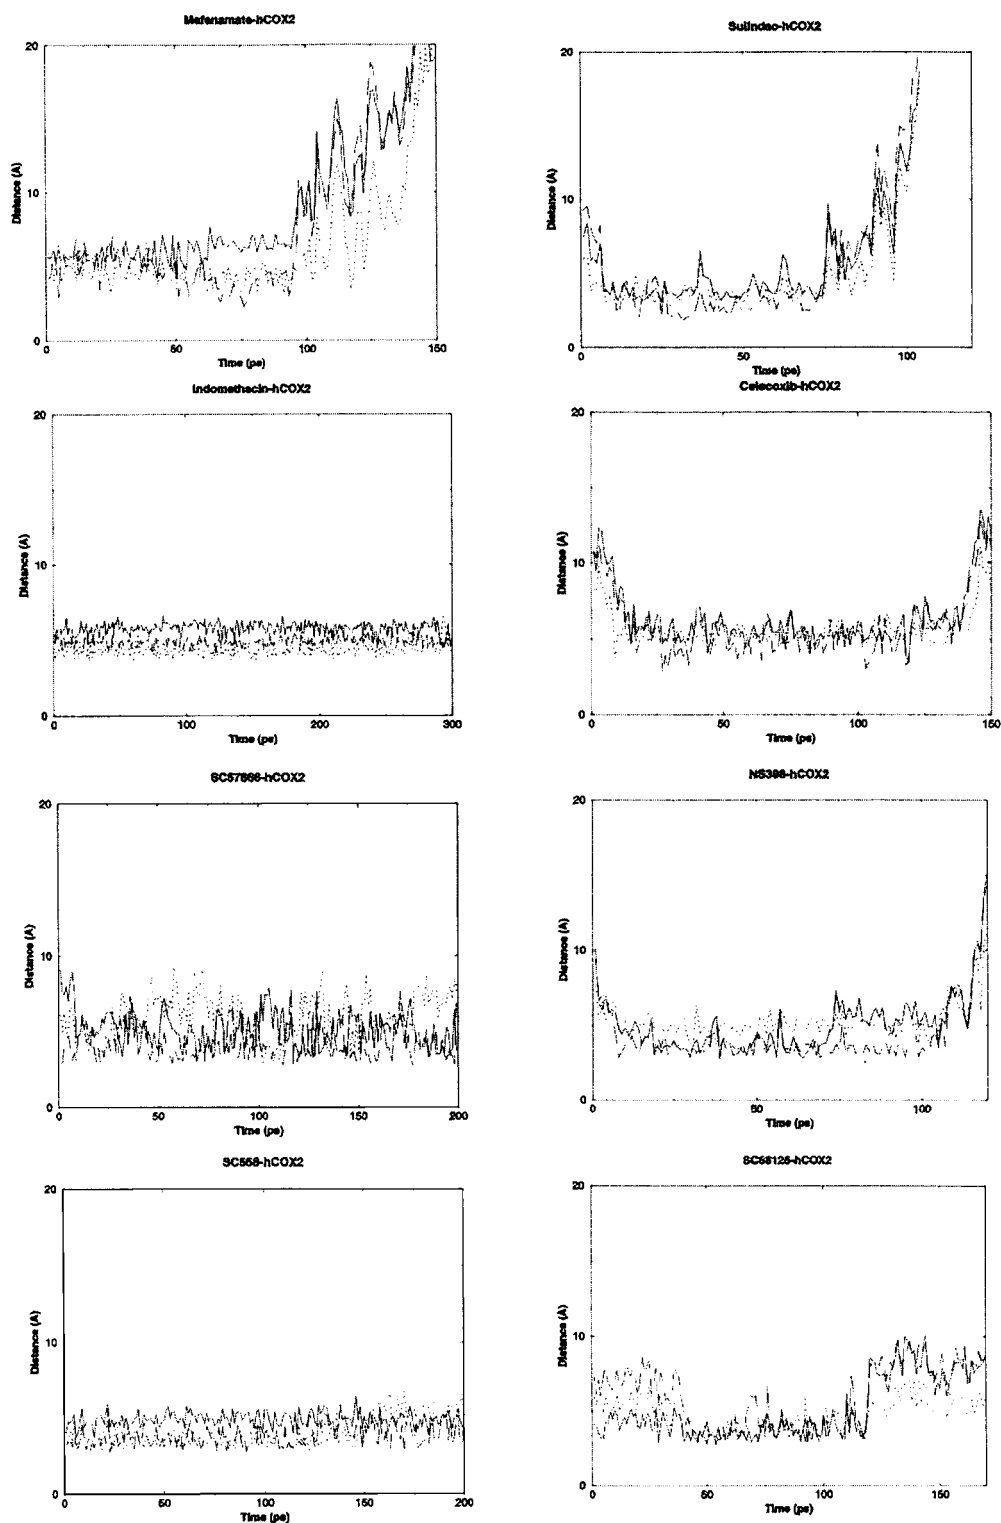 Mefenamate-hCOX2
20
10
0
Distance (A)
0 50 100 150
Time (ps)
Sulindac-hCOX2
20
10
0
Distance (A)
0 50 100
Time (ps)
Indomethacin-hCOX2
20
10
0
Distance (A)
0 100 200 300
Time (ps)
Celecoxib-hCOX2
20
10
0
Distance (A)
0 50 100 150
Time (ps)
20
10
0
Distance (A)
0 50 100 150 200
Time (ps)
NS398-hCOX2
20
10
0
Distance (A)
0 50 100
Time (ps)
SC558-hCOX2
20
10
0
Distance (A)
0 50 100 150 200
Time (ps)
SC58125-hCOX2
20
10
0
Distance (A)
0 50 100 150
Time (ps)